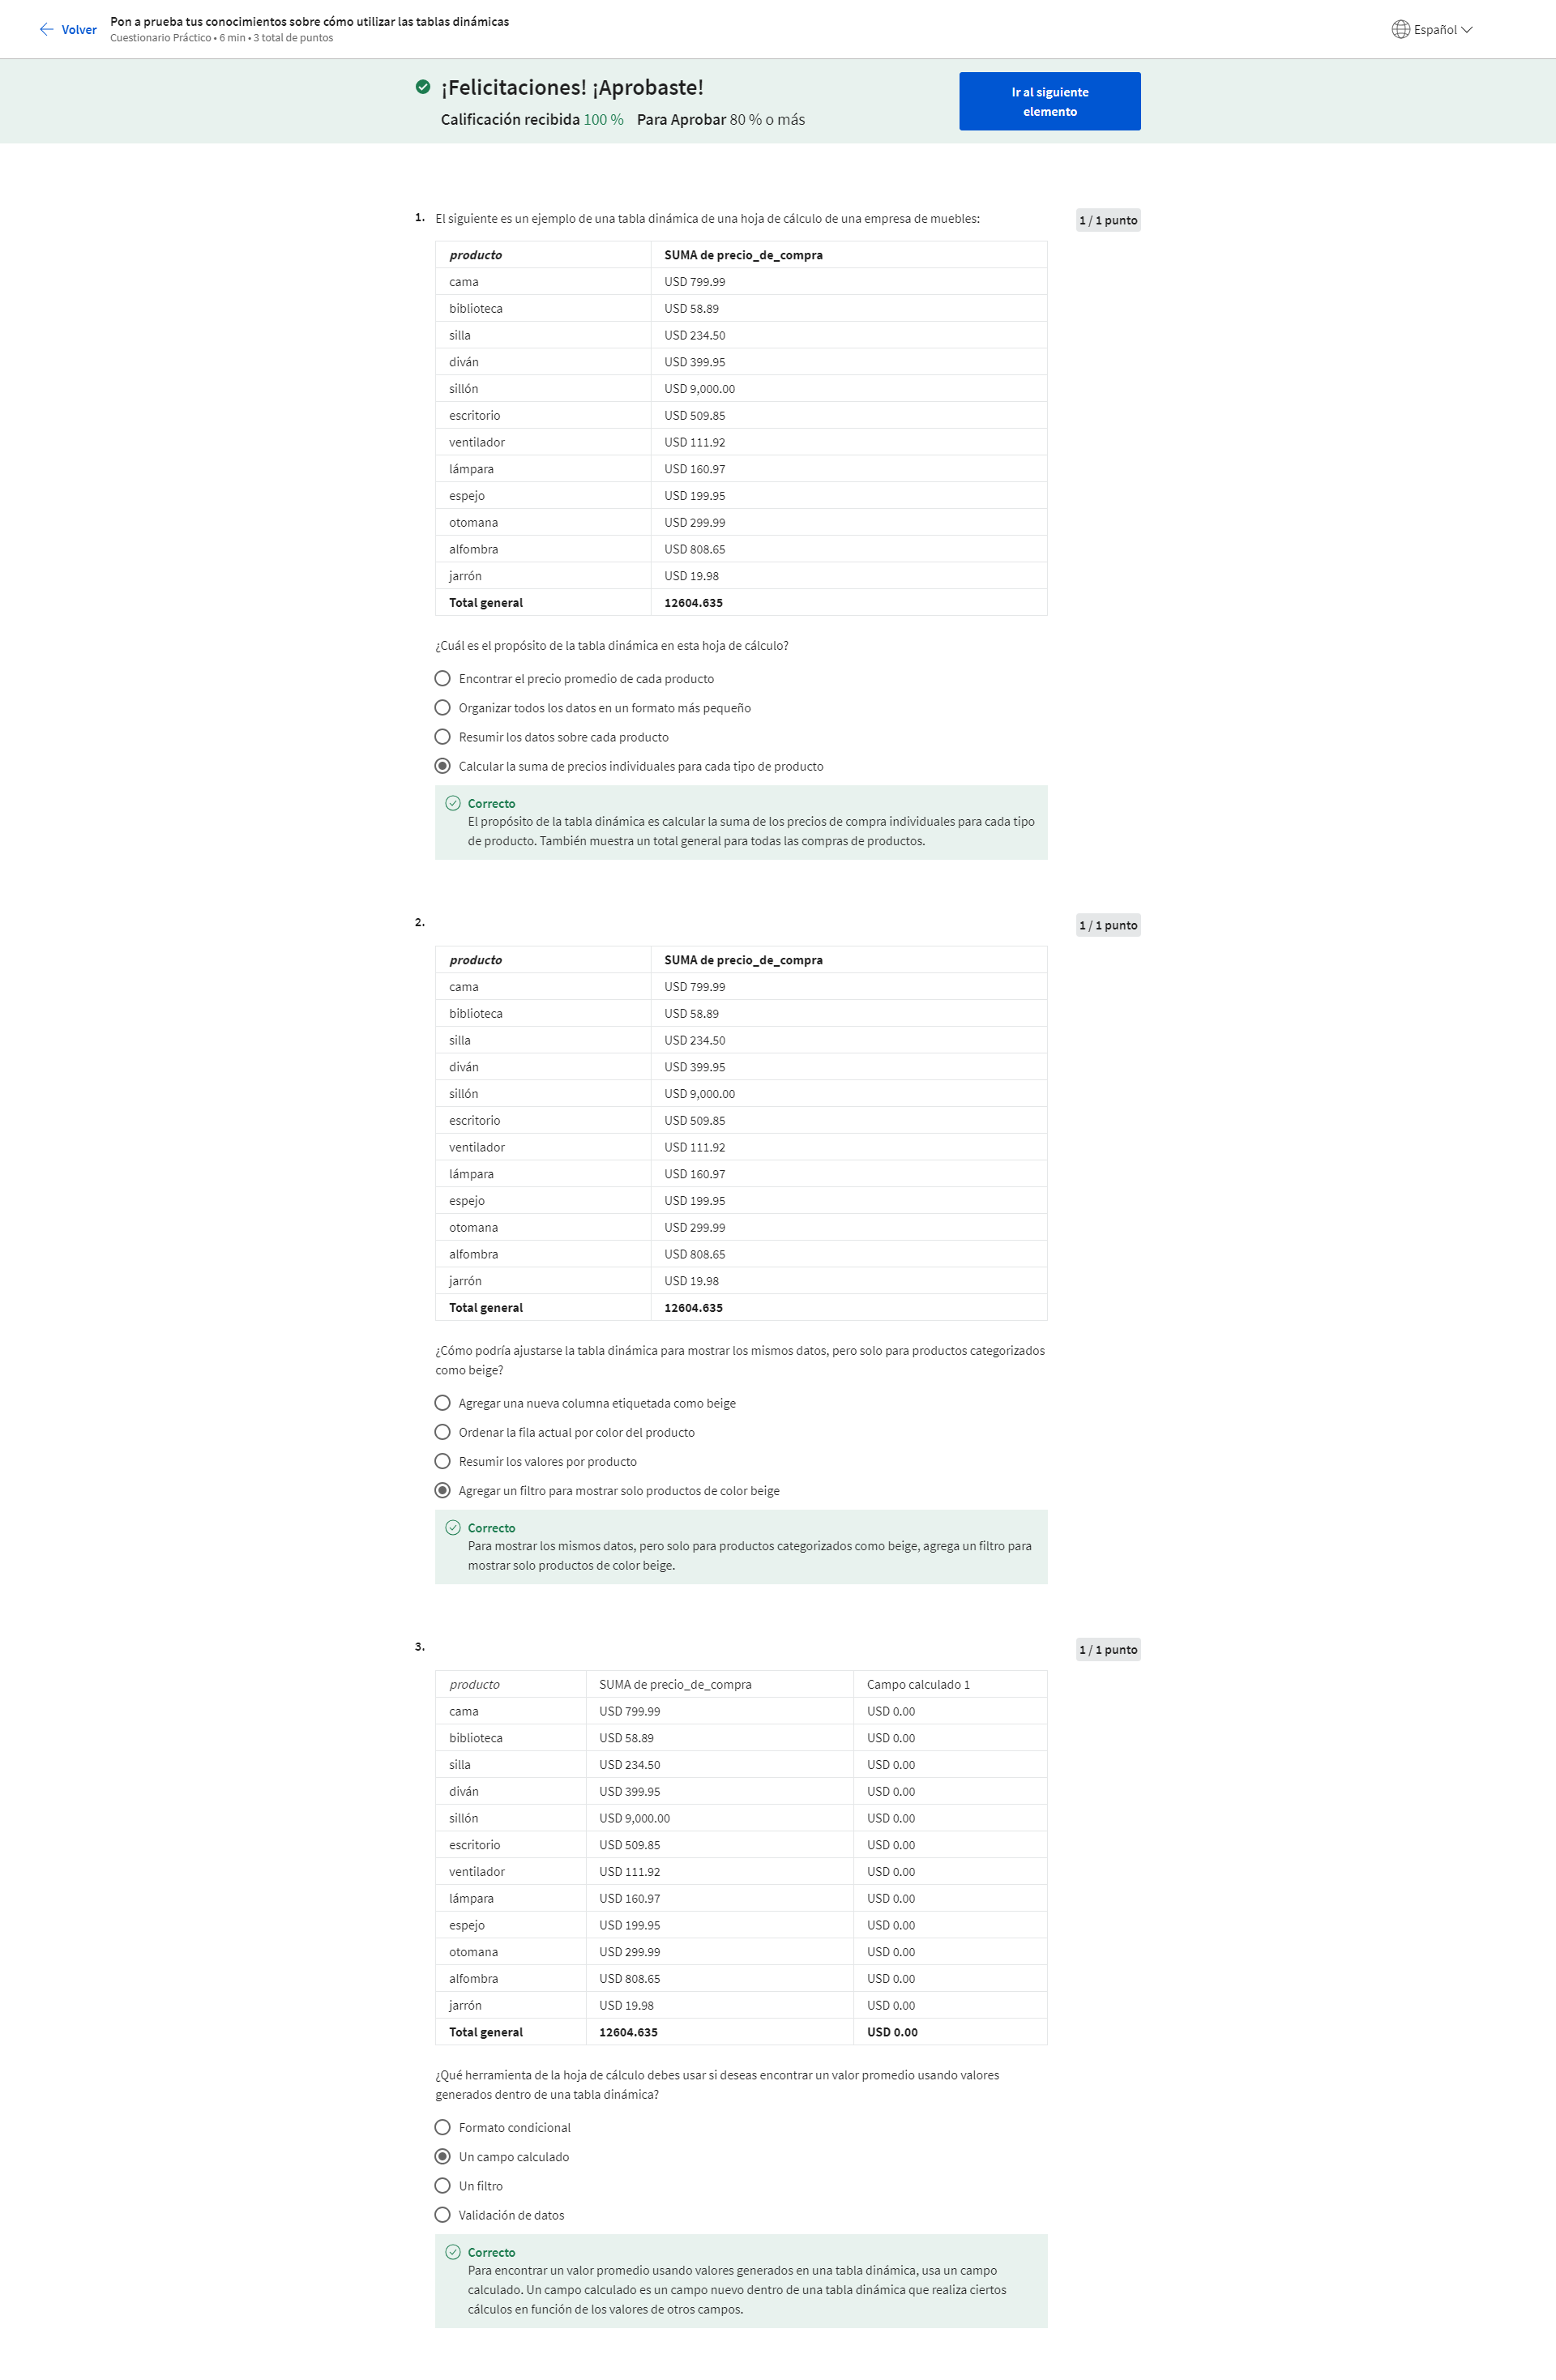 Volver
Pon a prueba tus conocimientos sobre cómo utilizar las tablas dinámicas
Cuestionario Práctico • 6 min • 3 total de puntos
Español
¡Felicitaciones! ¡Aprobaste!
Calificación recibida 100 % Para Aprobar 80 % o más
Ir al siguiente
elemento
1. El siguiente es un ejemplo de una tabla dinámica de una hoja de cálculo de una empresa de muebles:
1 / 1 punto
producto SUMA de precio_de_compra
cama USD 799.99
biblioteca USD 58.89
silla USD 234.50
diván USD 399.95
sillón USD 9,000.00
escritorio USD 509.85
ventilador USD 111.92
lámpara USD 160.97
espejo USD 199.95
otomana USD 299.99
alfombra USD 808.65
jarrón USD 19.98
Total general 12604.635
¿Cuál es el propósito de la tabla dinámica en esta hoja de cálculo?
Encontrar el precio promedio de cada producto
Organizar todos los datos en un formato más pequeño
Resumir los datos sobre cada producto
Calcular la suma de precios individuales para cada tipo de producto
Correcto
El propósito de la tabla dinámica es calcular la suma de los precios de compra individuales para cada tipo
de producto. También muestra un total general para todas las compras de productos.
2.
1 / 1 punto
producto SUMA de precio_de_compra
cama USD 799.99
biblioteca USD 58.89
silla USD 234.50
diván USD 399.95
sillón USD 9,000.00
escritorio USD 509.85
ventilador USD 111.92
lámpara USD 160.97
espejo USD 199.95
otomana USD 299.99
alfombra USD 808.65
jarrón USD 19.98
Total general 12604.635
¿Cómo podría ajustarse la tabla dinámica para mostrar los mismos datos, pero solo para productos categorizados
como beige?
Agregar una nueva columna etiquetada como beige
Ordenar la fila actual por color del producto
Resumir los valores por producto
Agregar un filtro para mostrar solo productos de color beige
Correcto
Para mostrar los mismos datos, pero solo para productos categorizados como beige, agrega un filtro para
mostrar solo productos de color beige.
3.
1 / 1 punto
producto SUMA de precio_de_compra Campo calculado 1
cama USD 799.99 USD 0.00
biblioteca USD 58.89 USD 0.00
silla USD 234.50 USD 0.00
diván USD 399.95 USD 0.00
sillón USD 9,000.00 USD 0.00
escritorio USD 509.85 USD 0.00
ventilador USD 111.92 USD 0.00
lámpara USD 160.97 USD 0.00
espejo USD 199.95 USD 0.00
otomana USD 299.99 USD 0.00
alfombra USD 808.65 USD 0.00
jarrón USD 19.98 USD 0.00
Total general 12604.635 USD 0.00
¿Qué herramienta de la hoja de cálculo debes usar si deseas encontrar un valor promedio usando valores
generados dentro de una tabla dinámica?
Formato condicional
Un campo calculado
Un filtro
Validación de datos
Correcto
Para encontrar un valor promedio usando valores generados en una tabla dinámica, usa un campo
calculado. Un campo calculado es un campo nuevo dentro de una tabla dinámica que realiza ciertos
cálculos en función de los valores de otros campos.